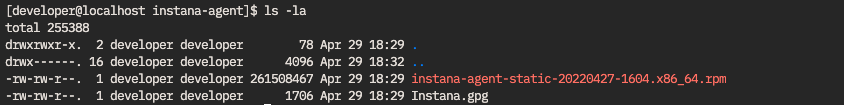 [developer@localhost instana-agent]$ ls -la
total 255388
drwxrwxr-x.  2 developer developer        78 Apr 29 18:29 .
drwx------. 16 developer developer      4096 Apr 29 18:32 ..
-rw-rw-r--.  1 developer developer 261508467 Apr 29 18:29 instana-agent-static-20220427-1604.x86_64.rpm
-rw-rw-r--.  1 developer developer      1706 Apr 29 18:29 Instana.gpg